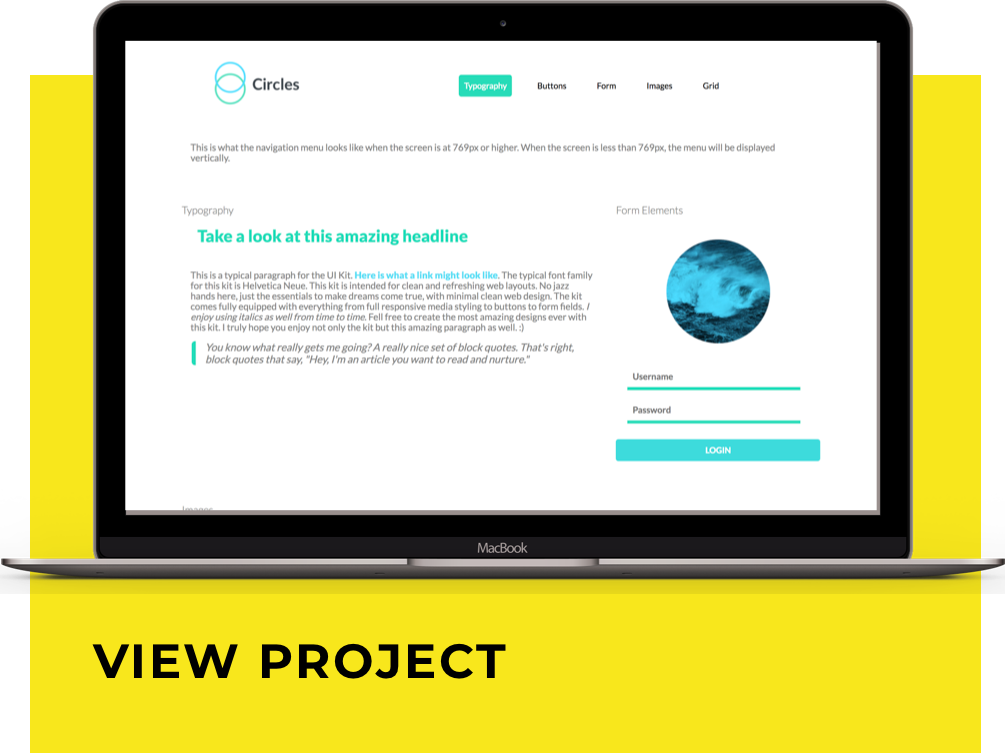 Circles
Typography
Buttons
Form
Images
Grid
This is what the navigation menu looks like when the screen is at 769px or higher. When the screen is less than 769px, the menu will be displayed
vertically.
Typography
Take a look at this amazing headline
This is a typical paragraph for the UI Kit. Here is what a link might look like. The typical font family
for this kit is Helvetica Neue. This kit is intended for clean and refreshing web layouts. No jazz
hands here, just the essentials to make dreams come true, with minimal clean web design. The kit
comes fully equipped with everything from full responsive media styling to buttons to form fields. I
enjoy using italics as well from time to time. Fell free to create the most amazing designs ever with
this kit. I truly hope you enjoy not only the kit but this amazing paragraph as well. :)
You know what really gets me going? A really nice set of block quotes. That's right,
block quotes that say, "Hey, I'm an article you want to read and nurture."
Form Elements
Username
Password
LOGIN
Images
MacBook
VIEW PROJECT